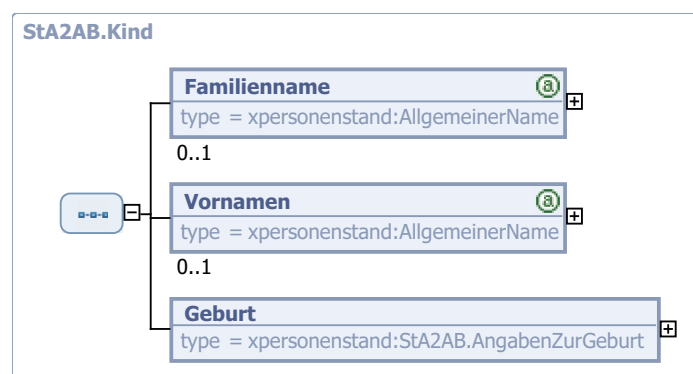 StA2AB.Kind
Familienname
type = xpersonenstand:AllgemeinerName
0..1
Vornamen
type = xpersonenstand:AllgemeinerName
0..1
Geburt
type = xpersonenstand:StA2AB.AngabenZurGeburt